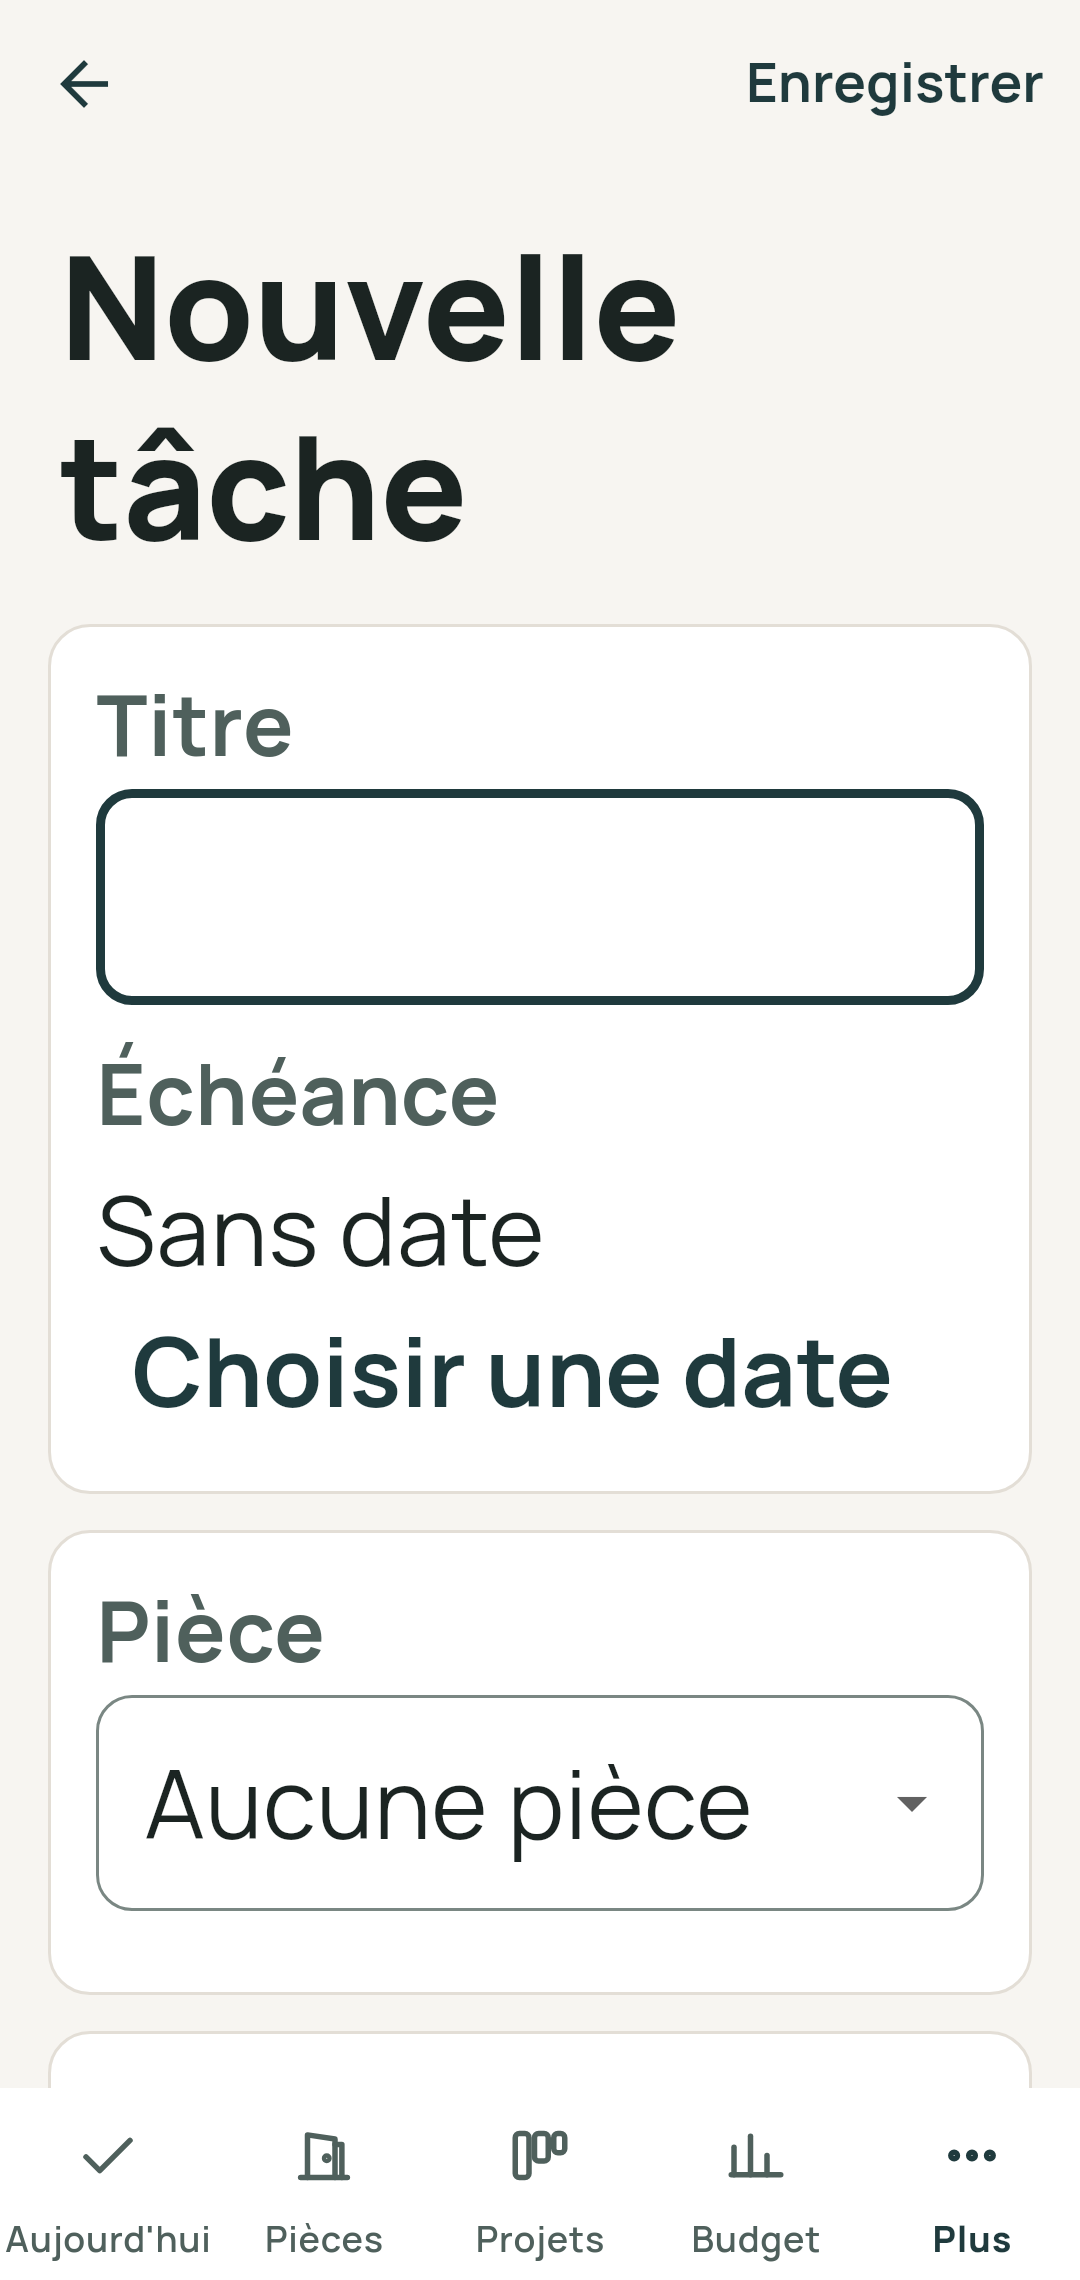 Enregistrer
Nouvelle
tâche
Titre
Échéance
Sans date
Choisir une date
Pièce
Aucune pièce
Aujourd'hui
Pièces
Projets
Budget
Plus